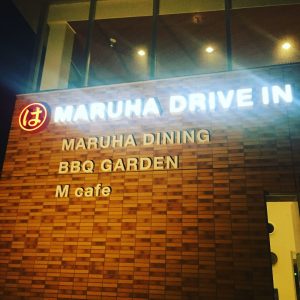 は MARUHA DRIVE IN
MARUHA DINING
BBQ GARDEN
M cafe